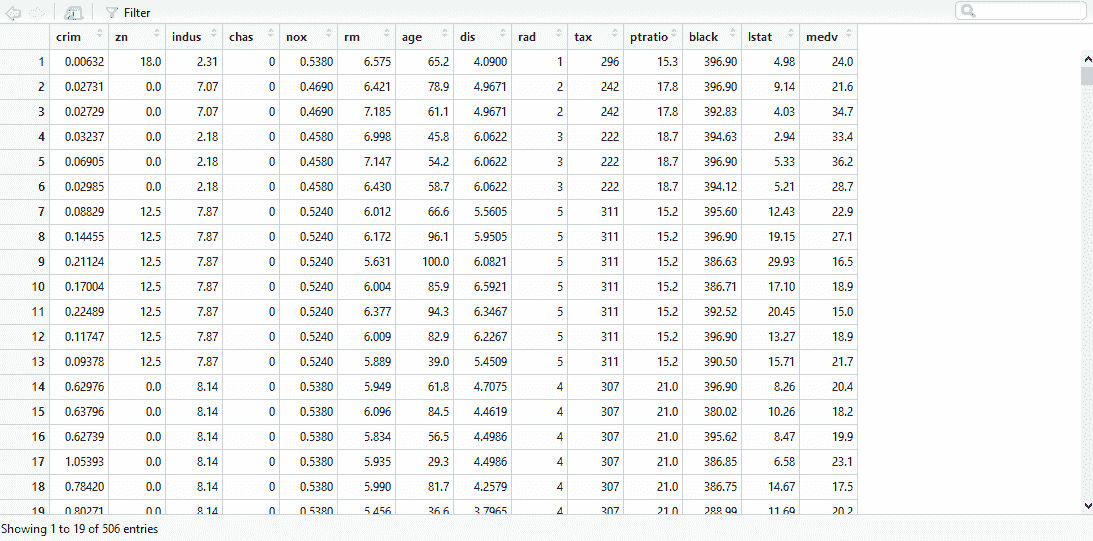 Filter
crim zn indus chas nox rm age dis rad tax ptratio black lstat medv
1 0.00632 18.0 2.31 0 0.5380 6.575 65.2 4.0900 1 296 15.3 396.90 4.98 24.0
2 0.02731 0.0 7.07 0 0.4690 6.421 78.9 4.9671 2 242 17.8 396.90 9.14 21.6
3 0.02729 0.0 7.07 0 0.4690 7.185 61.1 4.9671 2 242 17.8 392.83 4.03 34.7
4 0.03237 0.0 2.18 0 0.4580 6.998 45.8 6.0622 3 222 18.7 394.63 2.94 33.4
5 0.06905 0.0 2.18 0 0.4580 7.147 54.2 6.0622 3 222 18.7 396.90 5.33 36.2
6 0.02985 0.0 2.18 0 0.4580 6.430 58.7 6.0622 3 222 18.7 394.12 5.21 28.7
7 0.08829 12.5 7.87 0 0.5240 6.012 66.6 5.5605 5 311 15.2 395.60 12.43 22.9
8 0.14455 12.5 7.87 0 0.5240 6.172 96.1 5.9505 5 311 15.2 396.90 19.15 27.1
9 0.21124 12.5 7.87 0 0.5240 5.631 100.0 6.0821 5 311 15.2 386.63 29.93 16.5
10 0.17004 12.5 7.87 0 0.5240 6.004 85.9 6.5921 5 311 15.2 386.71 17.10 18.9
11 0.22489 12.5 7.87 0 0.5240 6.377 94.3 6.3467 5 311 15.2 392.52 20.45 15.0
12 0.11747 12.5 7.87 0 0.5240 6.009 82.9 6.2267 5 311 15.2 396.90 13.27 18.9
13 0.09378 12.5 7.87 0 0.5240 5.889 39.0 5.4509 5 311 15.2 390.50 15.71 21.7
14 0.62976 0.0 8.14 0 0.5380 5.949 61.8 4.7075 4 307 21.0 396.90 8.26 20.4
15 0.63796 0.0 8.14 0 0.5380 6.096 84.5 4.4619 4 307 21.0 380.02 10.26 18.2
16 0.62739 0.0 8.14 0 0.5380 5.834 56.5 4.4986 4 307 21.0 395.62 8.47 19.9
17 1.05393 0.0 8.14 0 0.5380 5.935 29.3 4.4986 4 307 21.0 386.85 6.58 23.1
18 0.78420 0.0 8.14 0 0.5380 5.990 81.7 4.2579 4 307 21.0 386.75 14.67 17.5
19 0.80271 0.0 8.14 0 0.5380 5.456 36.6 3.7965 4 307 21.0 288.99 11.69 20.2
Showing 1 to 19 of 506 entries